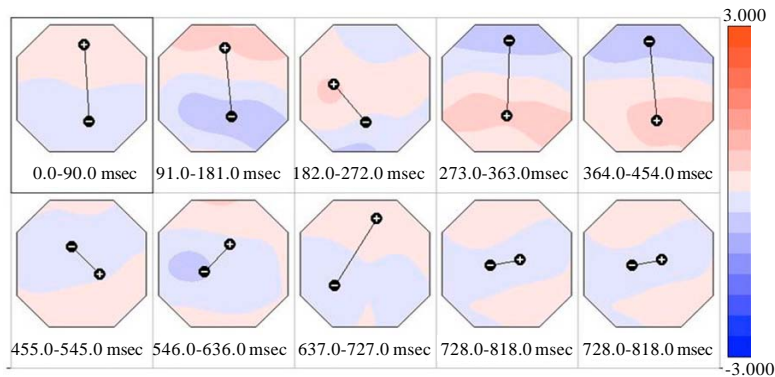 3.000
0.0-90.0 msec
91.0-181.0 msec
182.0-272.0 msec
273.0-363.0msec
364.0-454.0 msec
455.0-545.0 msec
546.0-636.0 msec
637.0-727.0 msec
728.0-818.0 msec
728.0-818.0 msec
-3.000